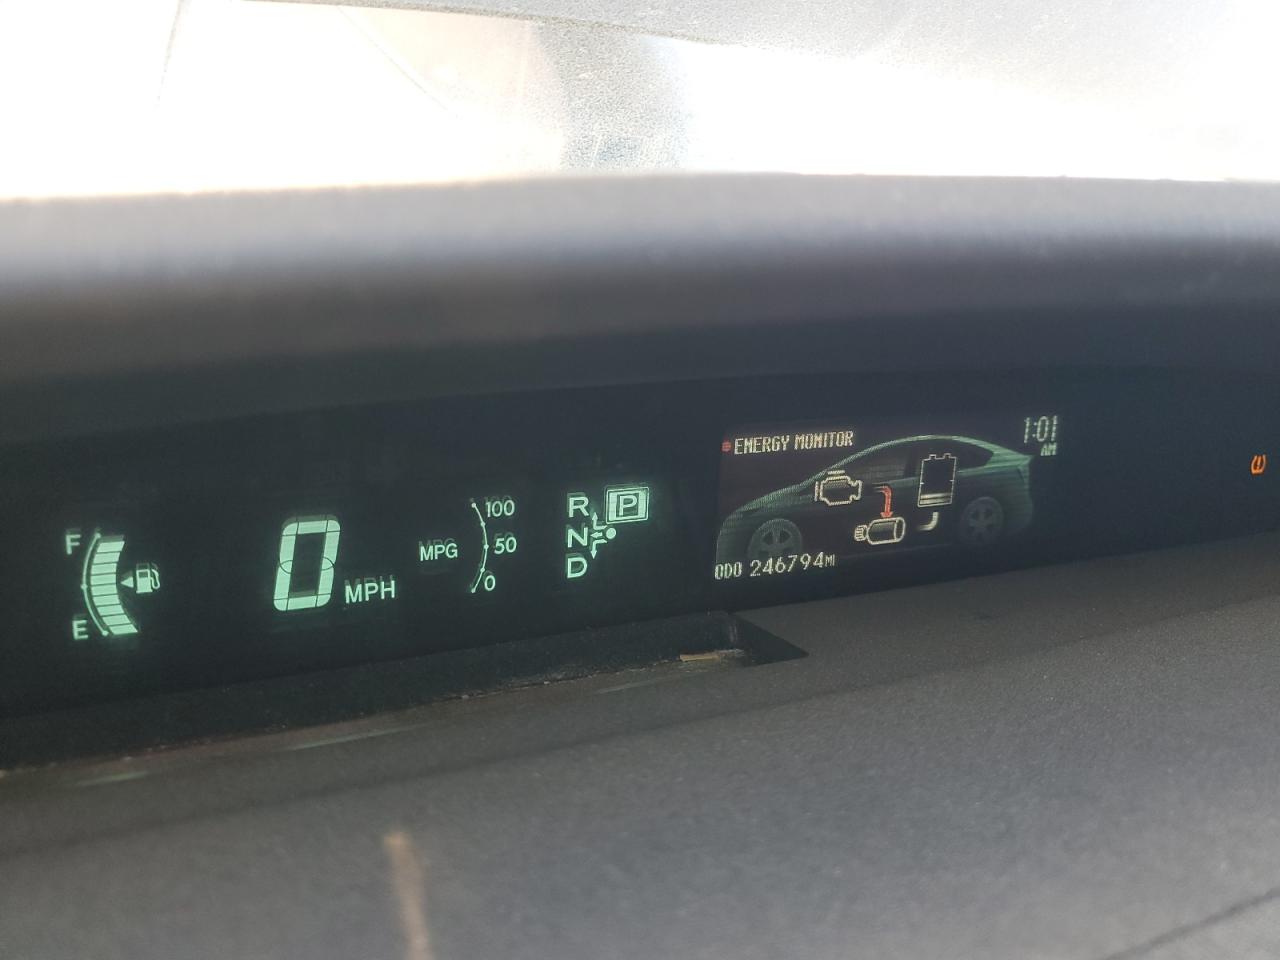 F
E
0 MPH
MPG
100
50
0
R
N
D
P
ENERGY MONITOR
1:01
AM
ODO 246794MI